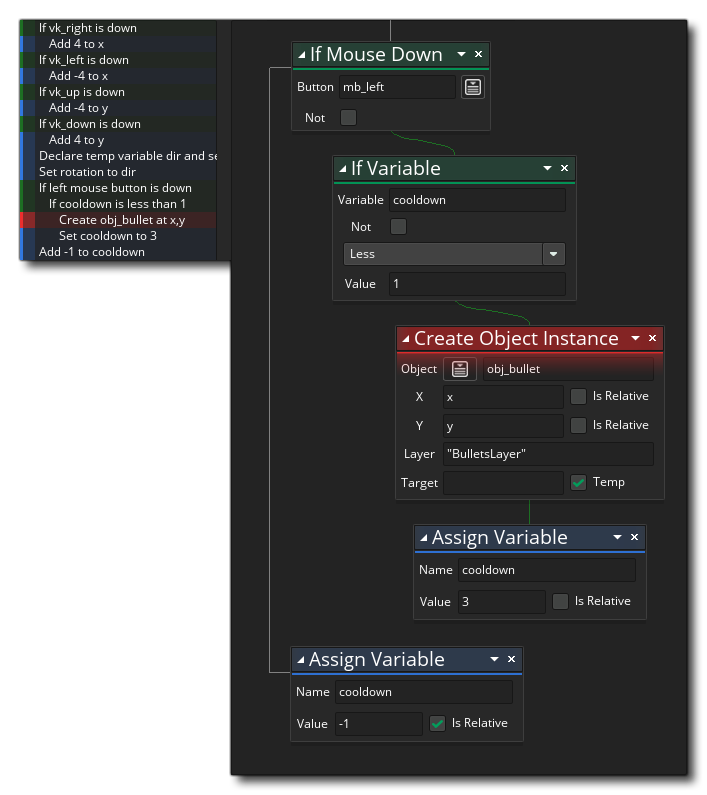 If vk_right is down
Add 4 to x
If vk_left is down
Add -4 to x
If vk_up is down
Add -4 to y
If vk_down is down
Add 4 to y
Declare temp variable dir and se
Set rotation to dir
If left mouse button is down
If cooldown is less than 1
Create obj_bullet at x,y
Set cooldown to 3
Add -1 to cooldown
If Mouse Down
Button mb_left
Not
If Variable
Variable cooldown
Not
Less
Value 1
Create Object Instance
Object obj_bullet
X x Is Relative
Y y Is Relative
Layer "BulletsLayer"
Target Temp
Assign Variable
Name cooldown
Value 3 Is Relative
Assign Variable
Name cooldown
Value -1 Is Relative